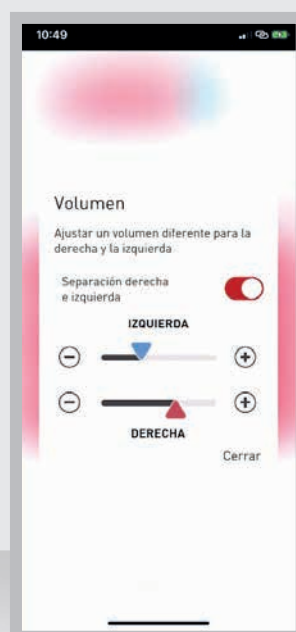 10:49
Volumen
Ajustar un volumen diferente para la
derecha y la izquierda
Separación derecha
e izquierda
IZQUIERDA
DERECHA
Cerrar